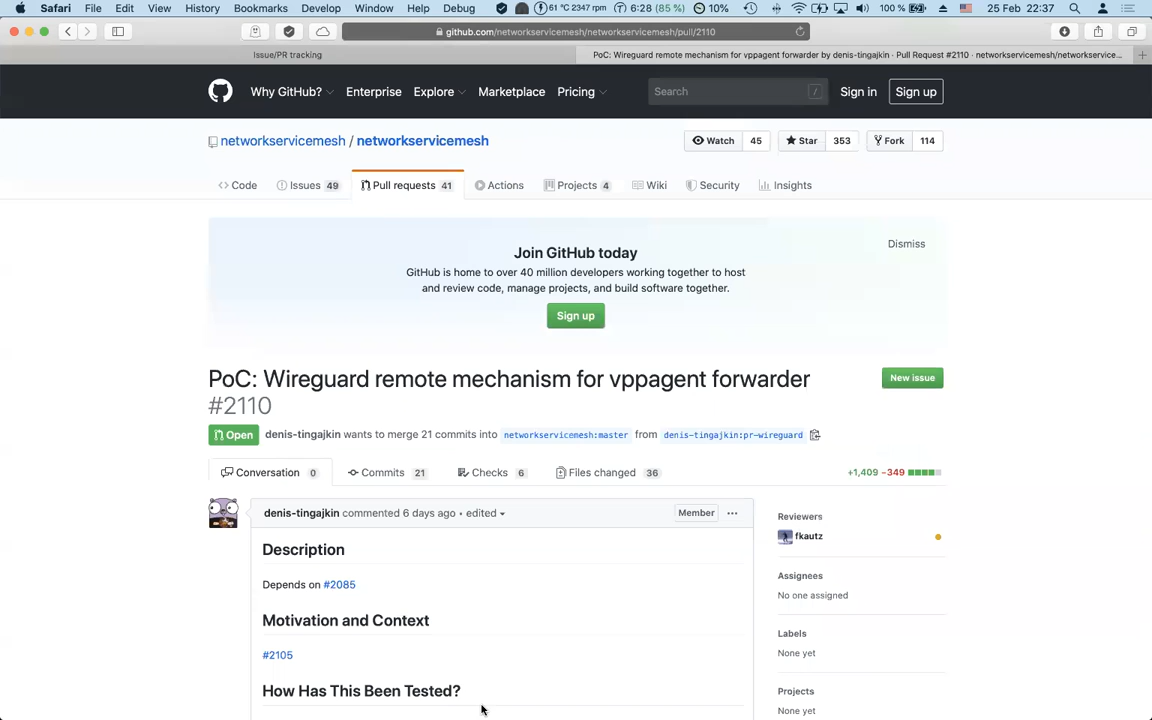 Safari File Edit View History Bookmarks Develop Window Help Debug 61 °C 2347 rpm 6:28 (85 %) 10% 100 % 25 Feb 22:37
github.com/networkservicemesh/networkservicemesh/pull/2110
Issue/PR tracking
PoC: Wireguard remote mechanism for vppagent forwarder by denis-tingajkin · Pull Request #2110 · networkservicemesh/networkservice...
Why GitHub? Enterprise Explore Marketplace Pricing Search / Sign in Sign up
networkservicemesh / networkservicemesh Watch 45 Star 353 Fork 114
Code Issues 49 Pull requests 41 Actions Projects 4 Wiki Security Insights
Dismiss
Join GitHub today
GitHub is home to over 40 million developers working together to host
and review code, manage projects, and build software together.
Sign up
PoC: Wireguard remote mechanism for vppagent forwarder
#2110
New issue
Open denis-tingajkin wants to merge 21 commits into networkservicemesh:master from denis-tingajkin:pr-wireguard
Conversation 0 Commits 21 Checks 6 Files changed 36 +1,409 −349
denis-tingajkin commented 6 days ago • edited Member ...
Description
Depends on #2085
Motivation and Context
#2105
How Has This Been Tested?
Reviewers
fkautz
Assignees
No one assigned
Labels
None yet
Projects
None yet